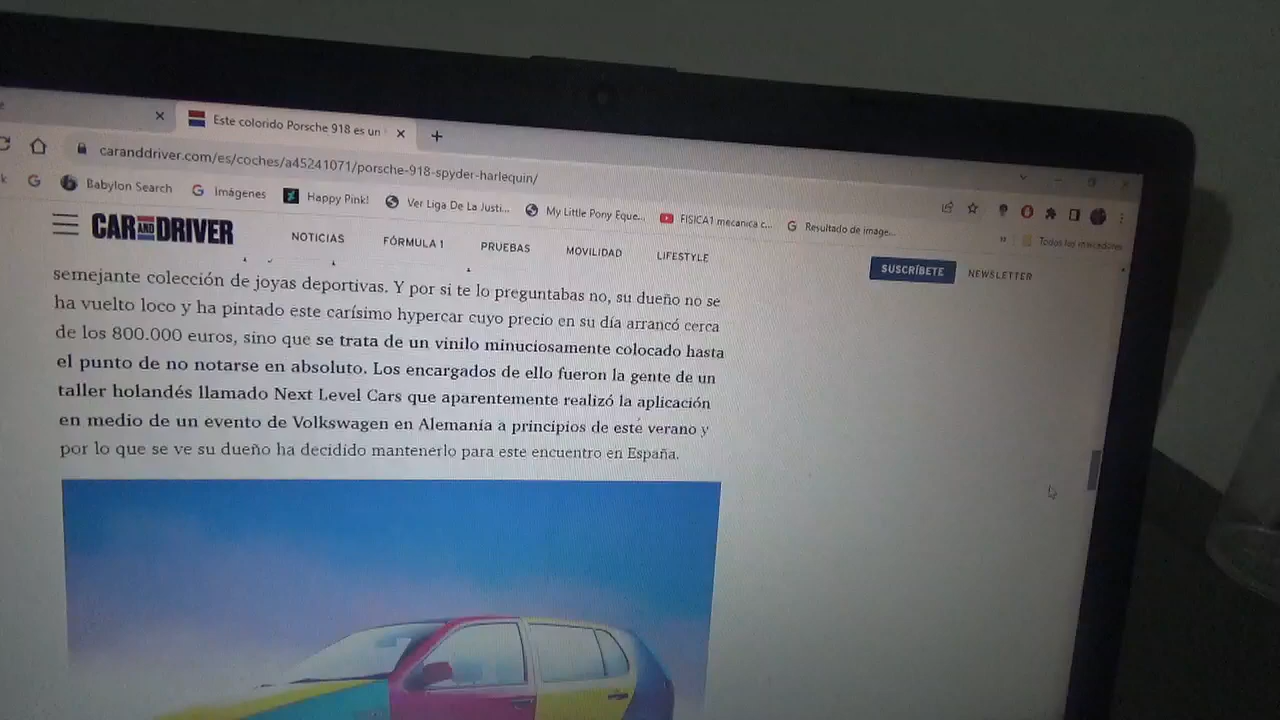 Este colorido Porsche 918 es un
caranddriver.com/es/coches/a45241071/porsche-918-spyder-harlequin/
G Babylon Search G Imágenes Happy Pink! Ver Liga De La Justi... My Little Pony Eque... FISICA1 mecanica c... G Resultado de image...
» Todos los marcadores
CAR AND DRIVER NOTICIAS FÓRMULA 1 PRUEBAS MOVILIDAD LIFESTYLE SUSCRÍBETE NEWSLETTER
semejante colección de joyas deportivas. Y por si te lo preguntabas no, su dueño no se
ha vuelto loco y ha pintado este carísimo hypercar cuyo precio en su día arrancó cerca
de los 800.000 euros, sino que se trata de un vinilo minuciosamente colocado hasta
el punto de no notarse en absoluto. Los encargados de ello fueron la gente de un
taller holandés llamado Next Level Cars que aparentemente realizó la aplicación
en medio de un evento de Volkswagen en Alemania a principios de este verano y
por lo que se ve su dueño ha decidido mantenerlo para este encuentro en España.